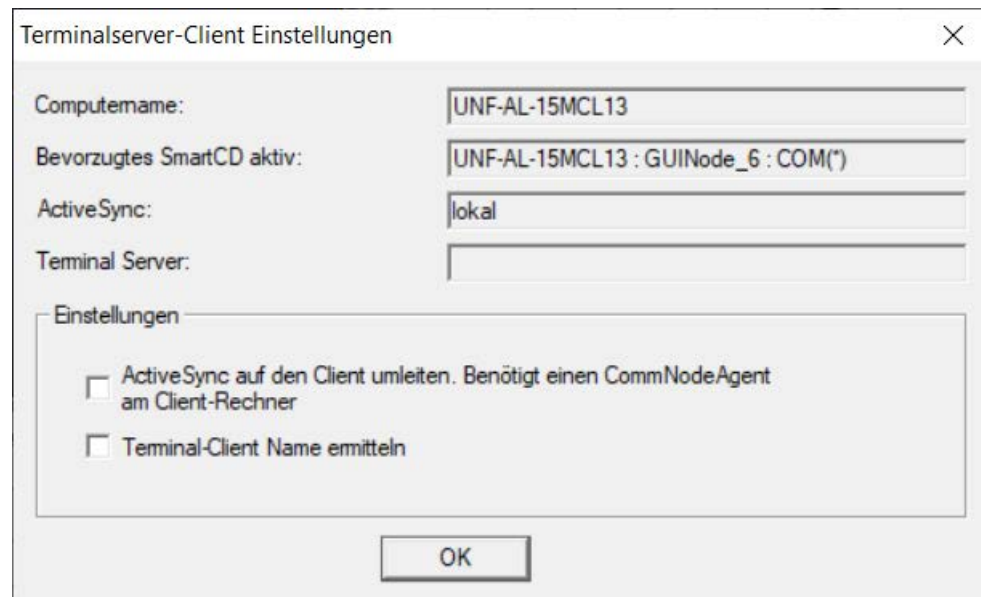 Terminalserver-Client Einstellungen
Computername:
UNF-AL-15MCL13
Bevorzugtes SmartCD aktiv:
UNF-AL-15MCL13 : GUINode_6 : COM(*)
ActiveSync:
lokal
Terminal Server:
Einstellungen
ActiveSync auf den Client umleiten. Benötigt einen CommNodeAgent
am Client-Rechner
Terminal-Client Name ermitteln
OK